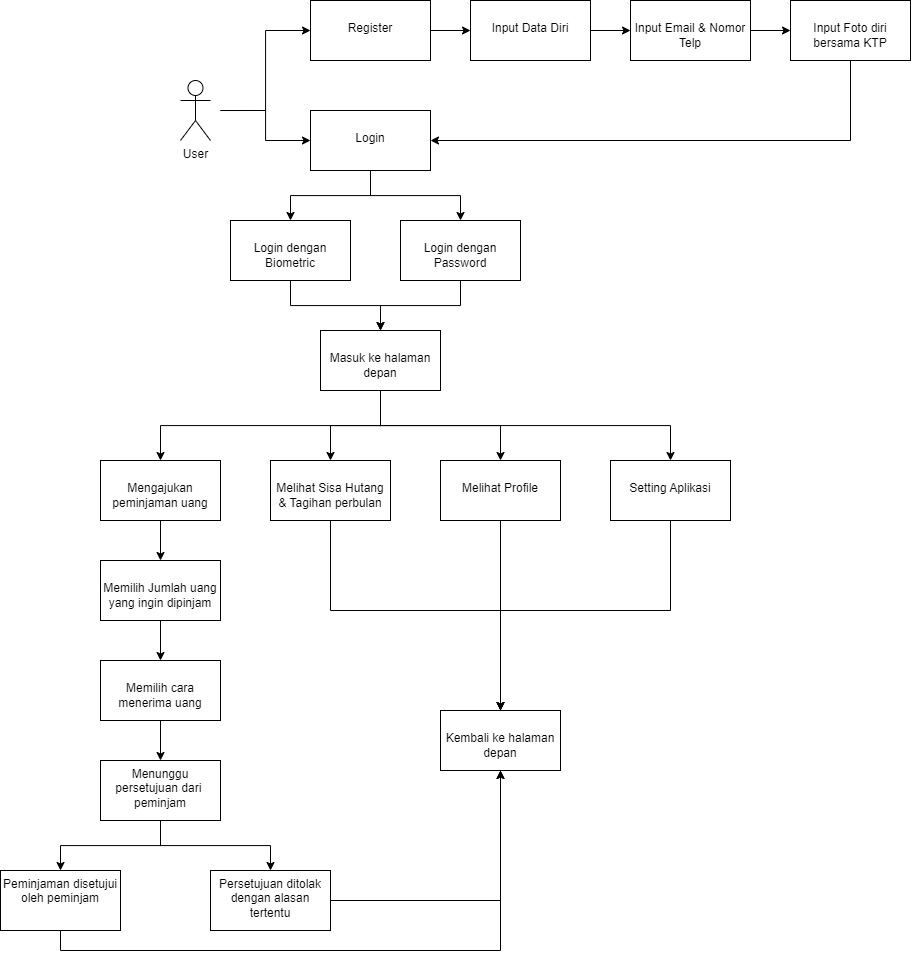 Register
Input Data Diri
Input Email & Nomor
Telp
Input Foto diri
bersama KTP
User
Login
Login dengan
Biometric
Login dengan
Password
Masuk ke halaman
depan
Mengajukan
peminjaman uang
Melihat Sisa Hutang
& Tagihan perbulan
Melihat Profile
Setting Aplikasi
Memilih Jumlah uang
yang ingin dipinjam
Memilih cara
menerima uang
Kembali ke halaman
depan
Menunggu
persetujuan dari
peminjam
Peminjaman disetujui
oleh peminjam
Persetujuan ditolak
dengan alasan
tertentu